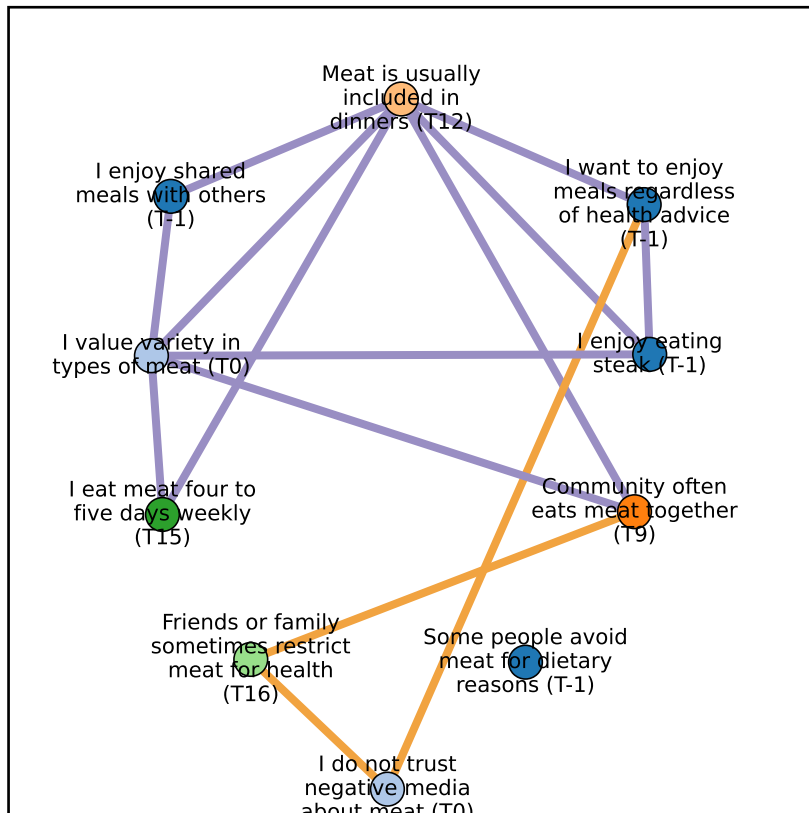 Meat is usually
included in
dinners (T12)
I enjoy shared
meals with others
(T-1)
I want to enjoy
meals regardless
of health advice
(T-1)
I value variety in
types of meat (T0)
I enjoy eating
steak (T-1)
I eat meat four to
five days weekly
(T15)
Community often
eats meat together
(T9)
Friends or family
sometimes restrict
meat for health
(T16)
Some people avoid
meat for dietary
reasons (T-1)
I do not trust
negative media
about meat (T0)